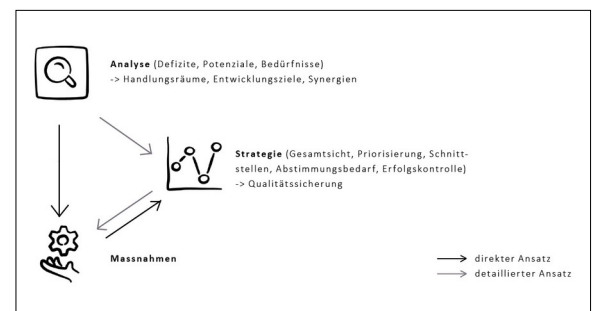 Analyse (Defizite, Potenziale, Bedürfnisse)
-> Handlungsräume, Entwicklungsziele, Synergien
Strategie (Gesamtsicht, Priorisierung, Schnitt-
stellen, Abstimmungsbedarf, Erfolgskontrolle)
-> Qualitätssicherung
Massnahmen
direkter Ansatz
detaillierter Ansatz